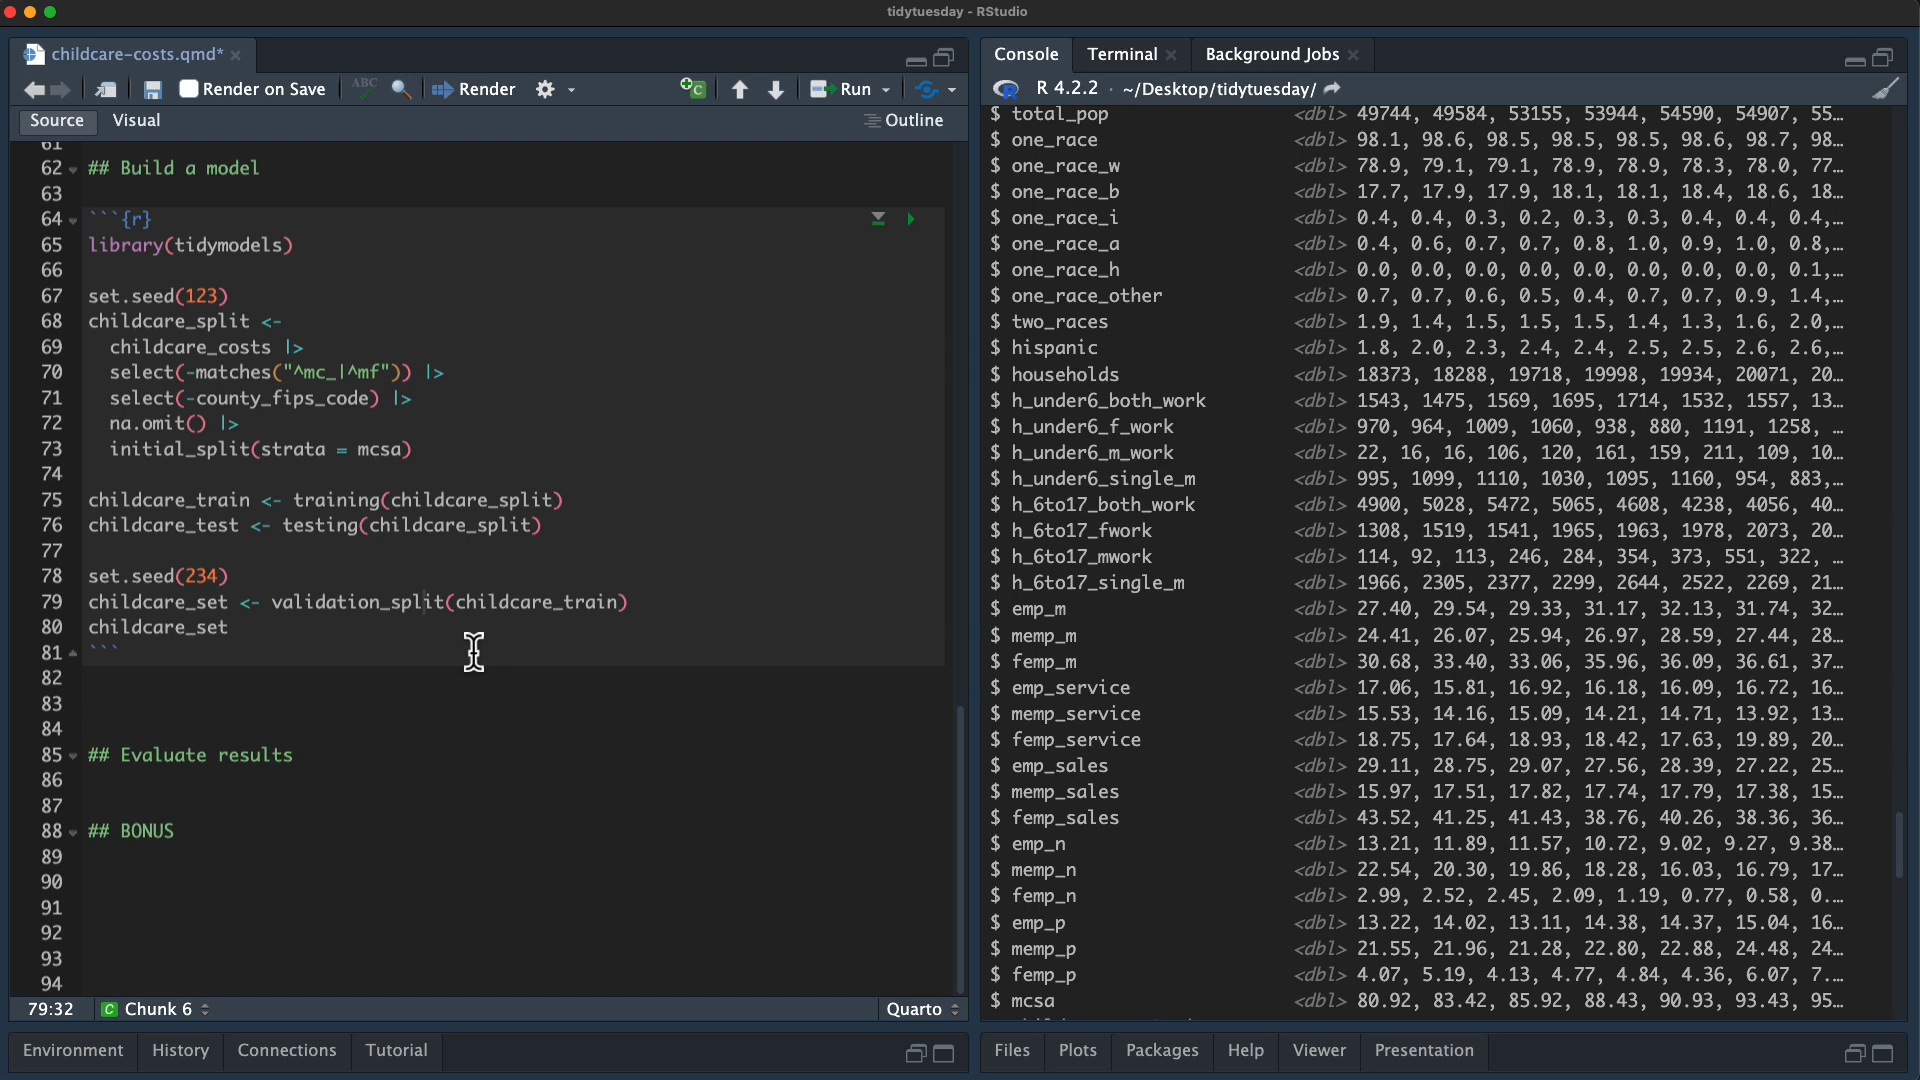 tidytuesday - RStudio
childcare-costs.qmd*
Render on Save
ABC
Render
Run
Source
Visual
Outline
61
62 ## Build a model
63
64 ```{r}
65 library(tidymodels)
66
67 set.seed(123)
68 childcare_split <-
69 childcare_costs |>
70 select(-matches("^mc_|^mf")) |>
71 select(-county_fips_code) |>
72 na.omit() |>
73 initial_split(strata = mcsa)
74
75 childcare_train <- training(childcare_split)
76 childcare_test <- testing(childcare_split)
77
78 set.seed(234)
79 childcare_set <- validation_split(childcare_train)
80 childcare_set
81 ```
82
83
84
85 ## Evaluate results
86
87
88 ## BONUS
89
90
91
92
93
94
79:32
C Chunk 6
Quarto
Environment
History
Connections
Tutorial
Console
Terminal
Background Jobs
R 4.2.2 · ~/Desktop/tidytuesday/
$ total_pop <dbl> 49744, 49584, 53155, 53944, 54590, 54907, 55…
$ one_race <dbl> 98.1, 98.6, 98.5, 98.5, 98.5, 98.6, 98.7, 98…
$ one_race_w <dbl> 78.9, 79.1, 79.1, 78.9, 78.9, 78.3, 78.0, 77…
$ one_race_b <dbl> 17.7, 17.9, 17.9, 18.1, 18.1, 18.4, 18.6, 18…
$ one_race_i <dbl> 0.4, 0.4, 0.3, 0.2, 0.3, 0.3, 0.4, 0.4, 0.4,…
$ one_race_a <dbl> 0.4, 0.6, 0.7, 0.7, 0.8, 1.0, 0.9, 1.0, 0.8,…
$ one_race_h <dbl> 0.0, 0.0, 0.0, 0.0, 0.0, 0.0, 0.0, 0.0, 0.1,…
$ one_race_other <dbl> 0.7, 0.7, 0.6, 0.5, 0.4, 0.7, 0.7, 0.9, 1.4,…
$ two_races <dbl> 1.9, 1.4, 1.5, 1.5, 1.5, 1.4, 1.3, 1.6, 2.0,…
$ hispanic <dbl> 1.8, 2.0, 2.3, 2.4, 2.4, 2.5, 2.5, 2.6, 2.6,…
$ households <dbl> 18373, 18288, 19718, 19998, 19934, 20071, 20…
$ h_under6_both_work <dbl> 1543, 1475, 1569, 1695, 1714, 1532, 1557, 13…
$ h_under6_f_work <dbl> 970, 964, 1009, 1060, 938, 880, 1191, 1258, …
$ h_under6_m_work <dbl> 22, 16, 16, 106, 120, 161, 159, 211, 109, 10…
$ h_under6_single_m <dbl> 995, 1099, 1110, 1030, 1095, 1160, 954, 883,…
$ h_6to17_both_work <dbl> 4900, 5028, 5472, 5065, 4608, 4238, 4056, 40…
$ h_6to17_fwork <dbl> 1308, 1519, 1541, 1965, 1963, 1978, 2073, 20…
$ h_6to17_mwork <dbl> 114, 92, 113, 246, 284, 354, 373, 551, 322, …
$ h_6to17_single_m <dbl> 1966, 2305, 2377, 2299, 2644, 2522, 2269, 21…
$ emp_m <dbl> 27.40, 29.54, 29.33, 31.17, 32.13, 31.74, 32…
$ memp_m <dbl> 24.41, 26.07, 25.94, 26.97, 28.59, 27.44, 28…
$ femp_m <dbl> 30.68, 33.40, 33.06, 35.96, 36.09, 36.61, 37…
$ emp_service <dbl> 17.06, 15.81, 16.92, 16.18, 16.09, 16.72, 16…
$ memp_service <dbl> 15.53, 14.16, 15.09, 14.21, 14.71, 13.92, 13…
$ femp_service <dbl> 18.75, 17.64, 18.93, 18.42, 17.63, 19.89, 20…
$ emp_sales <dbl> 29.11, 28.75, 29.07, 27.56, 28.39, 27.22, 25…
$ memp_sales <dbl> 15.97, 17.51, 17.82, 17.74, 17.79, 17.38, 15…
$ femp_sales <dbl> 43.52, 41.25, 41.43, 38.76, 40.26, 38.36, 36…
$ emp_n <dbl> 13.21, 11.89, 11.57, 10.72, 9.02, 9.27, 9.38…
$ memp_n <dbl> 22.54, 20.30, 19.86, 18.28, 16.03, 16.79, 17…
$ femp_n <dbl> 2.99, 2.52, 2.45, 2.09, 1.19, 0.77, 0.58, 0.…
$ emp_p <dbl> 13.22, 14.02, 13.11, 14.38, 14.37, 15.04, 16…
$ memp_p <dbl> 21.55, 21.96, 21.28, 22.80, 22.88, 24.48, 24…
$ femp_p <dbl> 4.07, 5.19, 4.13, 4.77, 4.84, 4.36, 6.07, 7.…
$ mcsa <dbl> 80.92, 83.42, 85.92, 88.43, 90.93, 93.43, 95…
Files
Plots
Packages
Help
Viewer
Presentation